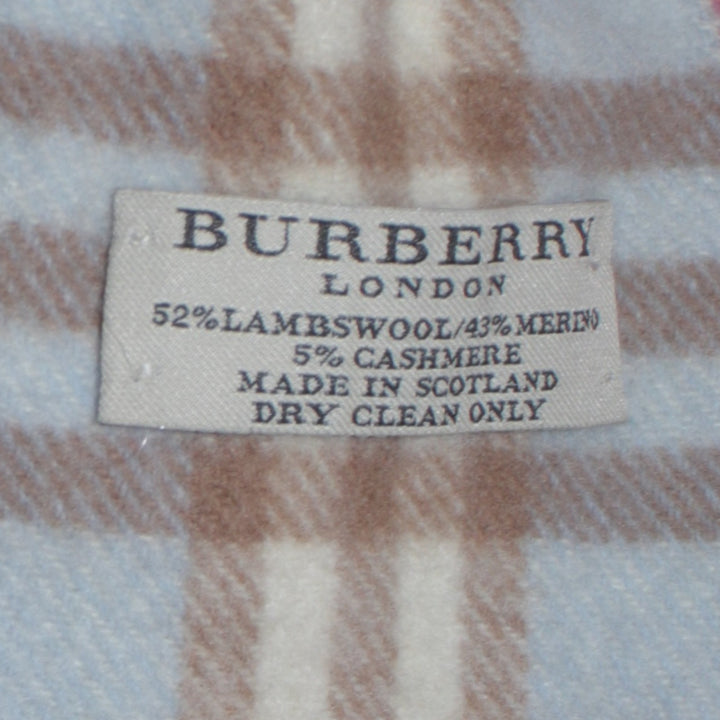 BURBERRY
LONDON
52%LAMBSWOOL/43%MERINO
5% CASHMERE
MADE IN SCOTLAND
DRY CLEAN ONLY